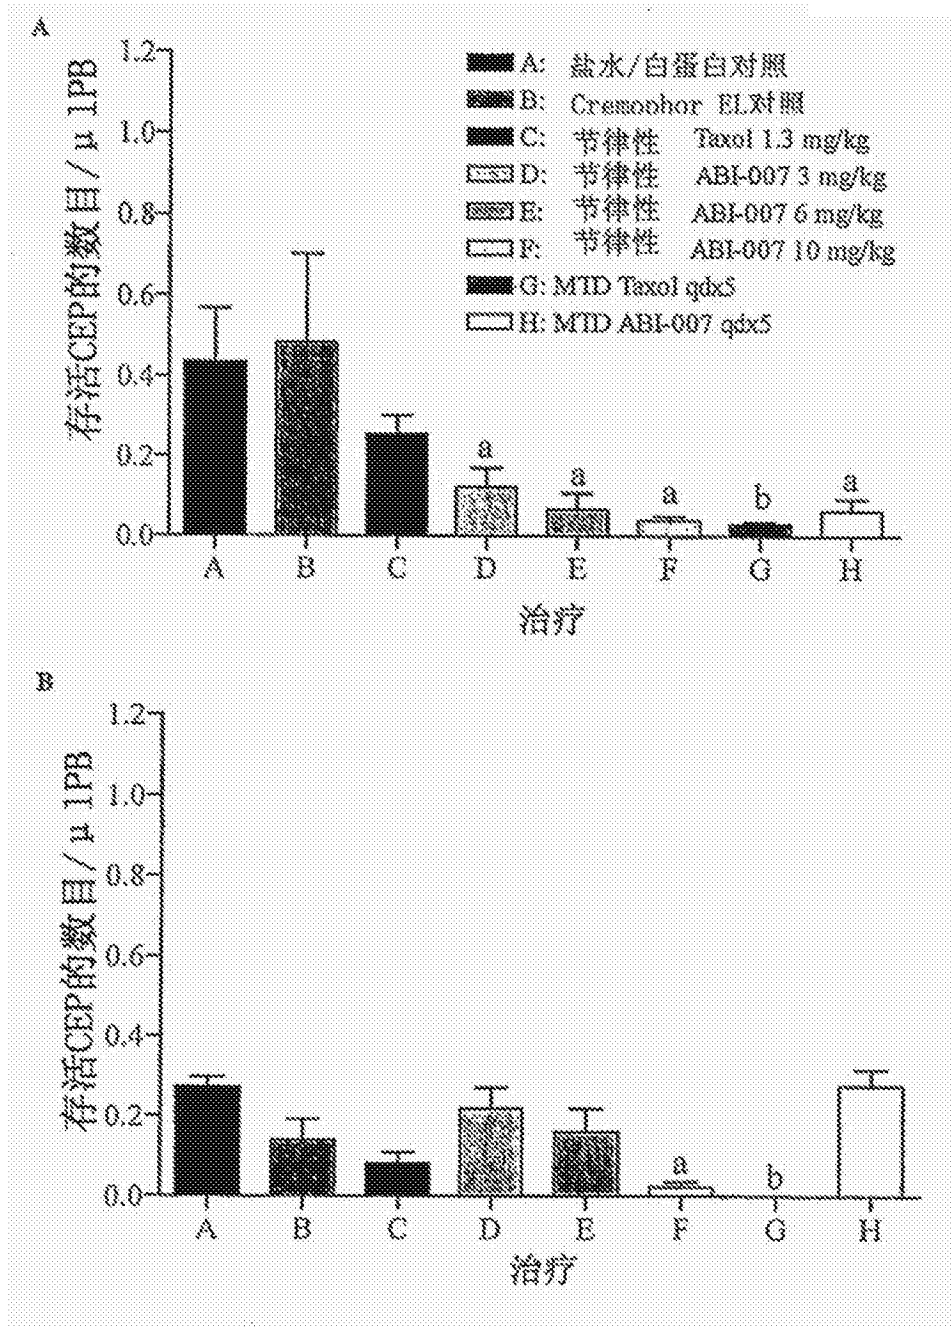 A
存活CEP的数目/μ lPB
1.2
1.0
0.8
0.6
0.4
0.2
0.0
A: 盐水/白蛋白对照
B: Cremophor EL对照
C: 节律性 Taxol 1.3 mg/kg
D: 节律性 ABI-007 3 mg/kg
E: 节律性 ABI-007 6 mg/kg
F: 节律性 ABI-007 10 mg/kg
G: MTD Taxol qdx5
H: MTD ABI-007 qdx5
a a a b a
A B C D E F G H
治疗
B
存活CEP的数目/μ lPB
1.2
1.0
0.8
0.6
0.4
0.2
0.0
a b
A B C D E F G H
治疗